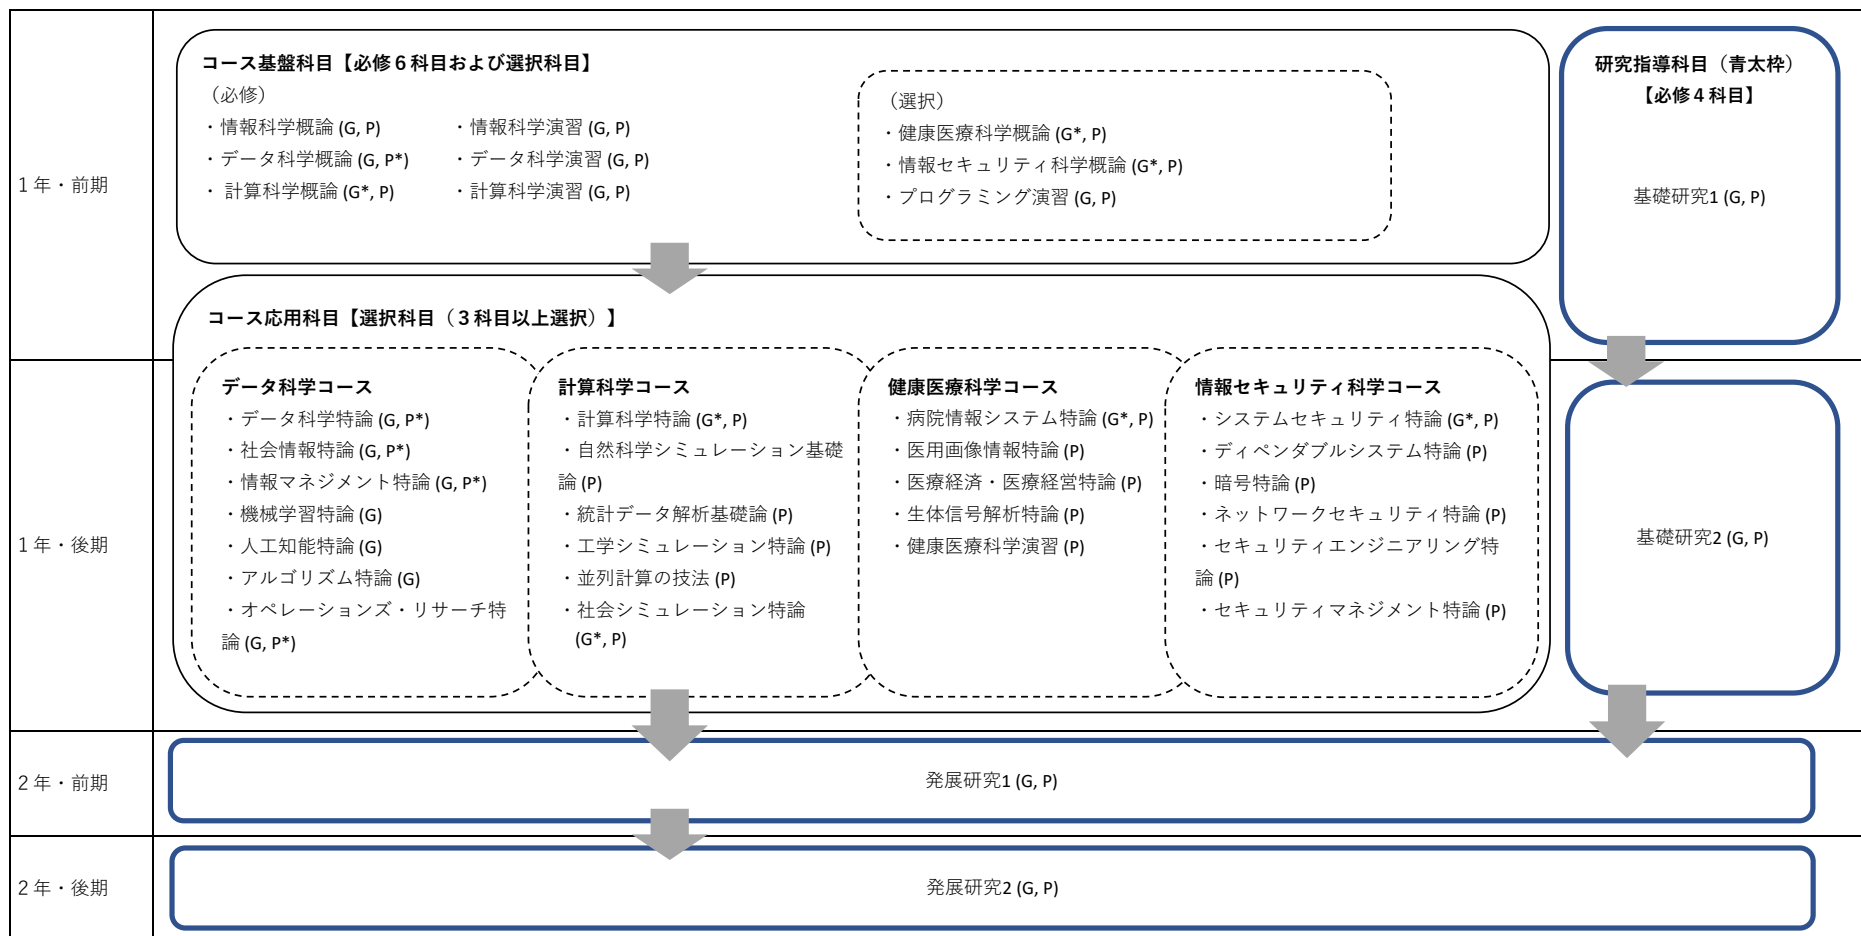 1年・前期
コース基盤科目【必修6科目および選択科目】
（必修）
・情報科学概論 (G, P)
・データ科学概論 (G, P*)
・ 計算科学概論 (G*, P)
・情報科学演習 (G, P)
・データ科学演習 (G, P)
・計算科学演習 (G, P)
（選択）
・健康医療科学概論 (G*, P)
・情報セキュリティ科学概論 (G*, P)
・プログラミング演習 (G, P)
研究指導科目（青太枠）
【必修4科目】
基礎研究1 (G, P)
コース応用科目【選択科目（３科目以上選択）】
1年・後期
データ科学コース
・データ科学特論 (G, P*)
・社会情報特論 (G, P*)
・情報マネジメント特論 (G, P*)
・機械学習特論 (G)
・人工知能特論 (G)
・アルゴリズム特論 (G)
・オペレーションズ・リサーチ特
論 (G, P*)
計算科学コース
・計算科学特論 (G*, P)
・自然科学シミュレーション基礎
論 (P)
・統計データ解析基礎論 (P)
・工学シミュレーション特論 (P)
・並列計算の技法 (P)
・社会シミュレーション特論
(G*, P)
健康医療科学コース
・病院情報システム特論 (G*, P)
・医用画像情報特論 (P)
・医療経済・医療経営特論 (P)
・生体信号解析特論 (P)
・健康医療科学演習 (P)
情報セキュリティ科学コース
・システムセキュリティ特論 (G*, P)
・ディペンダブルシステム特論 (P)
・暗号特論 (P)
・ネットワークセキュリティ特論 (P)
・セキュリティエンジニアリング特
論 (P)
・セキュリティマネジメント特論 (P)
基礎研究2 (G, P)
2年・前期
発展研究1 (G, P)
2年・後期
発展研究2 (G, P)